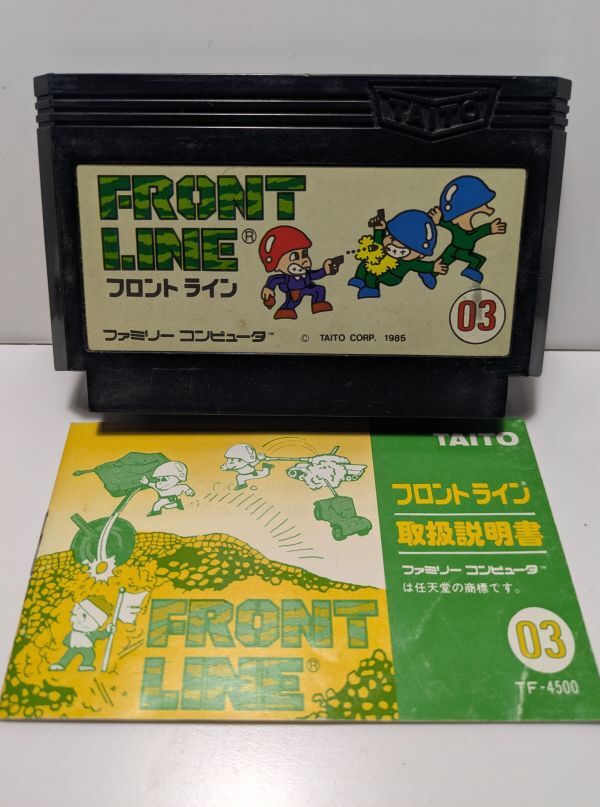 TAITO
FRONT
LINE®
フロント ライン
03
ファミリー コンピュータ™
© TAITO CORP. 1985
TAITO
フロント ライン®
取扱説明書
ファミリー コンピュータ™
は任天堂の商標です。
FRONT
LINE®
03
TF-4500